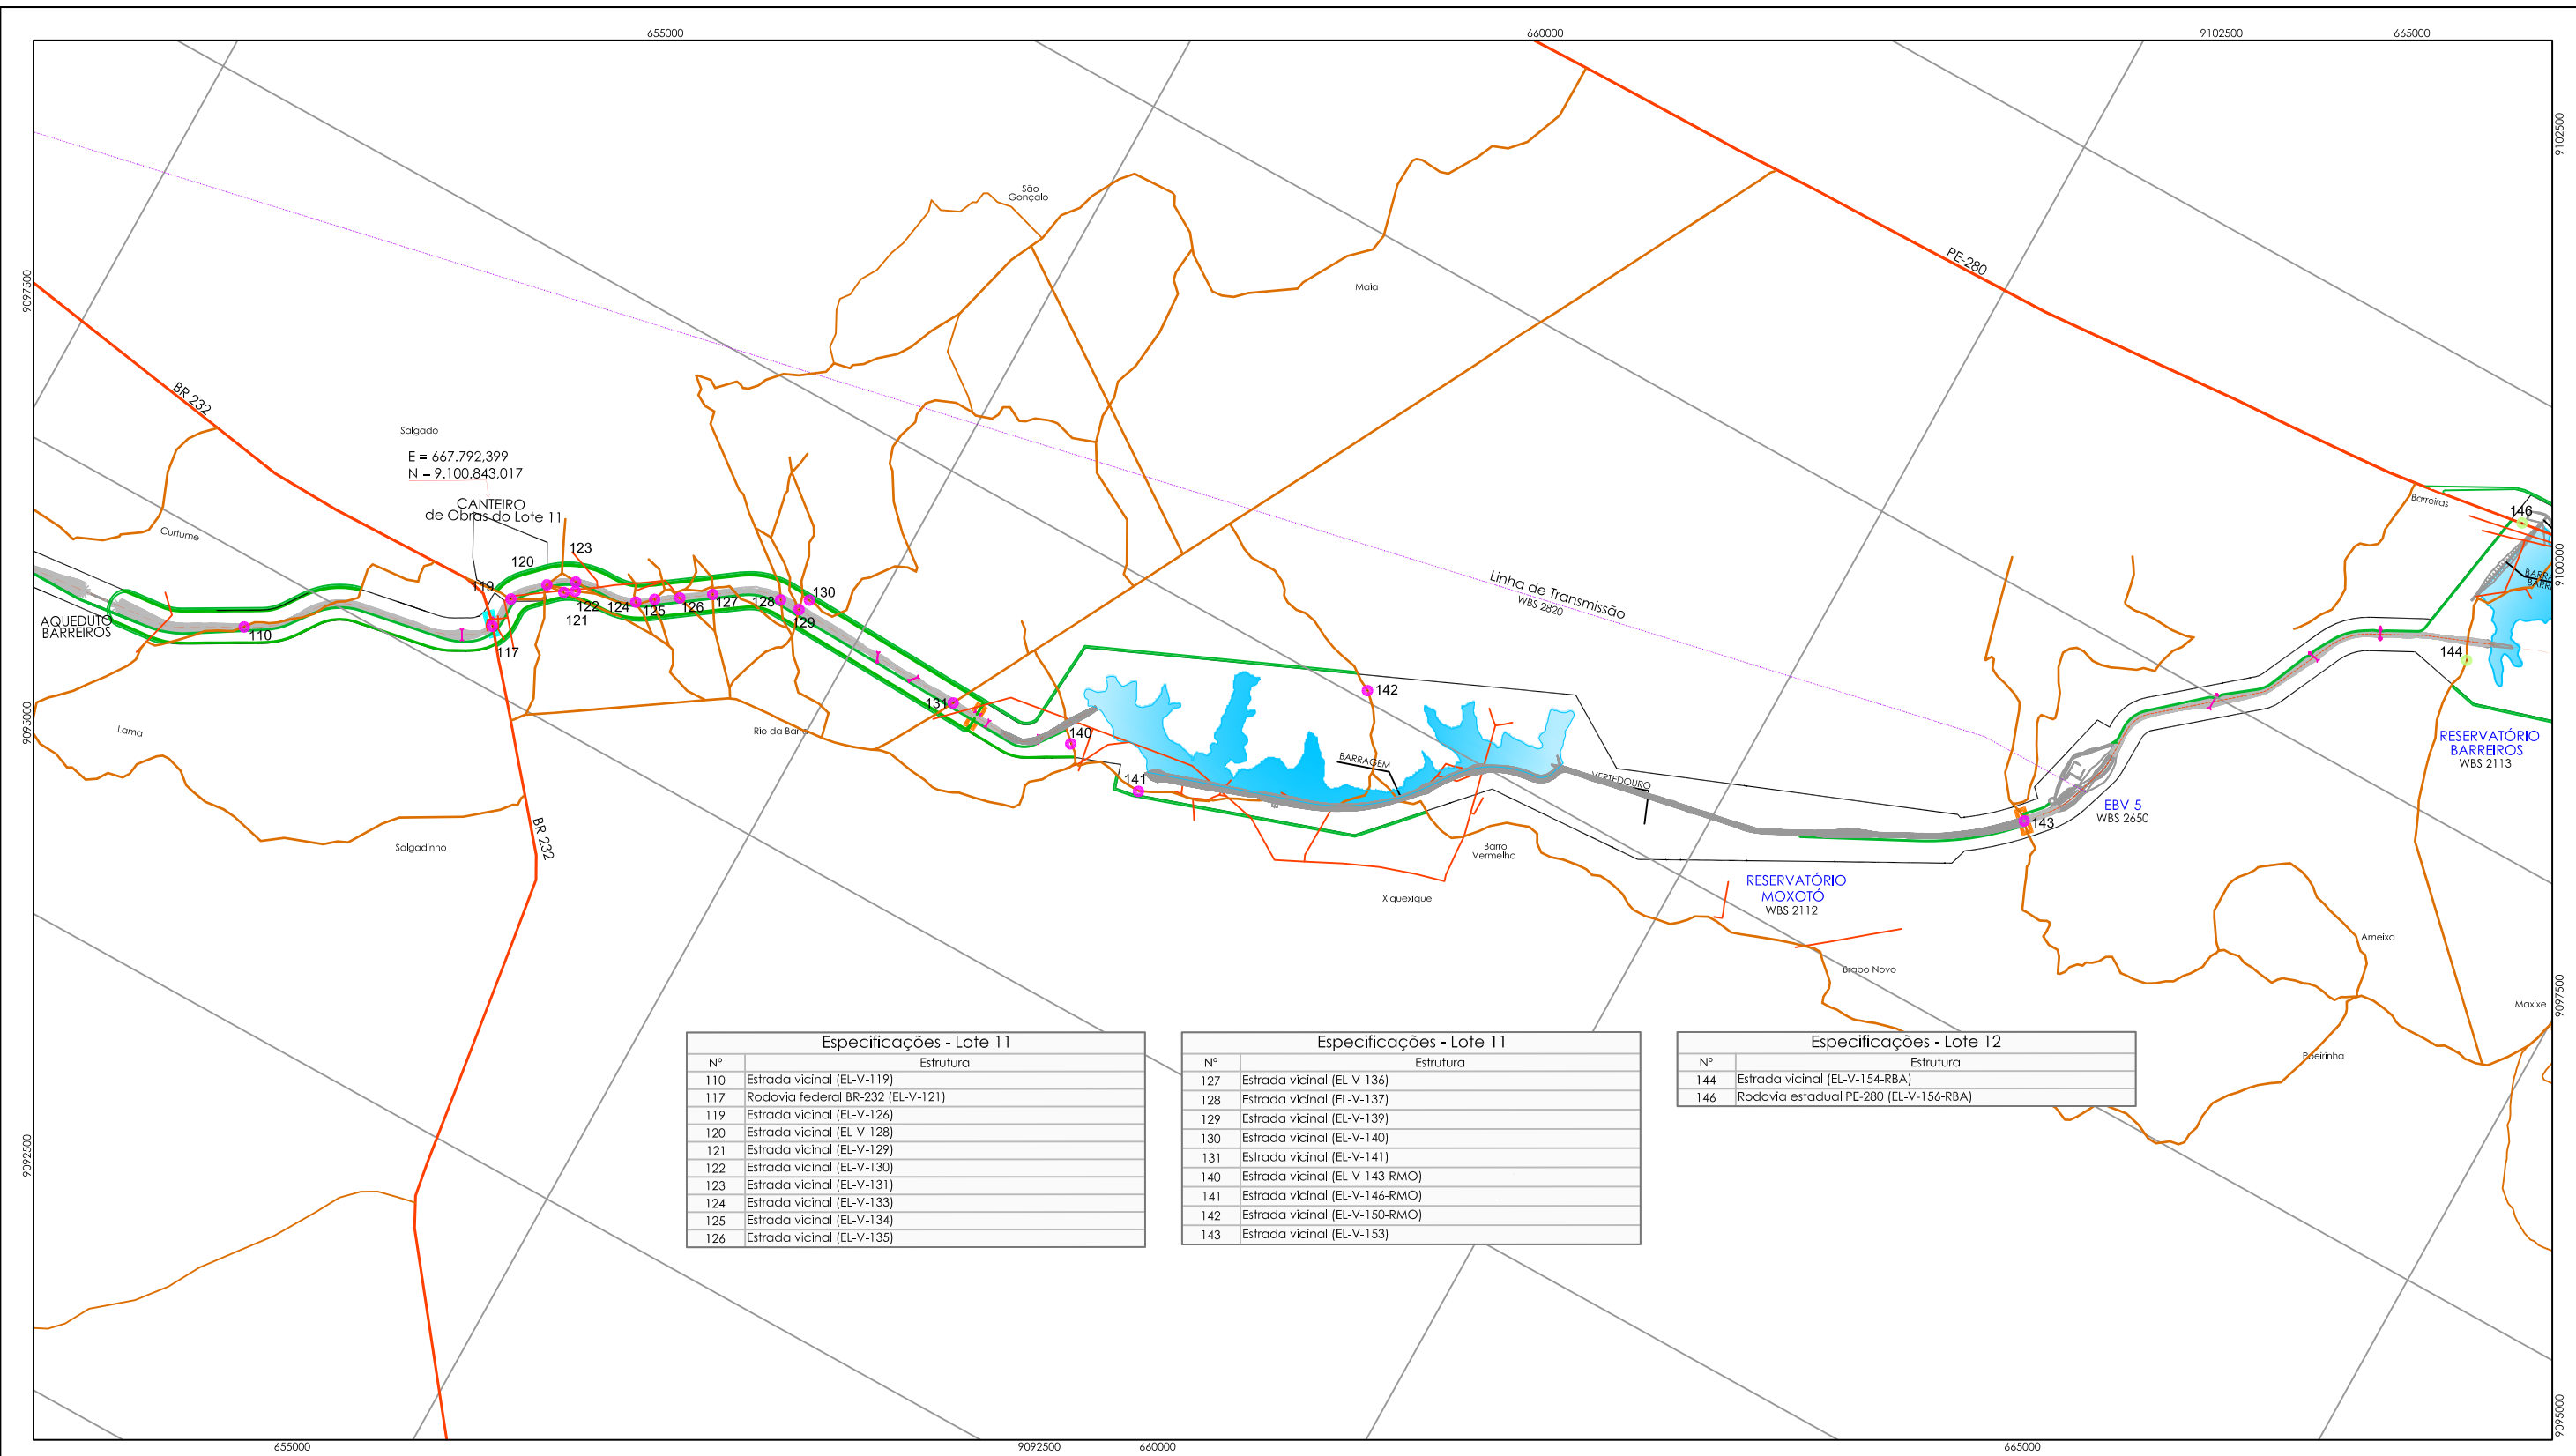 655000
660000
9102500
665000
9102500
9097500
São
Gonçalo
PE-280
Maia
BR 232
Salgado
E = 667.792,399
N = 9.100.843,017
CANTEIRO
de Obras do Lote 11
Curtume
Barreiras
146
9100000
120
123
119
122
121
124
125
126
127
128
129
130
Linha de Transmissão
WBS 2820
AQUEDUTO
BARREIROS
110
117
144
131
142
140
141
Rio da Barra
Lama
9095000
BARRAGEM
VERTEDOURO
RESERVATÓRIO
BARREIROS
WBS 2113
EBV-5
WBS 2650
143
Salgadinho
BR 232
Barro
Vermelho
Xiquexique
RESERVATÓRIO
MOXOTÓ
WBS 2112
Ameixa
Brabo Novo
Maxixe
9097500
Poeirinha
Especificações - Lote 11
Nº Estrutura
110 Estrada vicinal (EL-V-119)
117 Rodovia federal BR-232 (EL-V-121)
119 Estrada vicinal (EL-V-126)
120 Estrada vicinal (EL-V-128)
121 Estrada vicinal (EL-V-129)
122 Estrada vicinal (EL-V-130)
123 Estrada vicinal (EL-V-131)
124 Estrada vicinal (EL-V-133)
125 Estrada vicinal (EL-V-134)
126 Estrada vicinal (EL-V-135)
Especificações - Lote 11
Nº Estrutura
127 Estrada vicinal (EL-V-136)
128 Estrada vicinal (EL-V-137)
129 Estrada vicinal (EL-V-139)
130 Estrada vicinal (EL-V-140)
131 Estrada vicinal (EL-V-141)
140 Estrada vicinal (EL-V-143-RMO)
141 Estrada vicinal (EL-V-146-RMO)
142 Estrada vicinal (EL-V-150-RMO)
143 Estrada vicinal (EL-V-153)
Especificações - Lote 12
Nº Estrutura
144 Estrada vicinal (EL-V-154-RBA)
146 Rodovia estadual PE-280 (EL-V-156-RBA)
9092500
9095000
655000
9092500
660000
665000